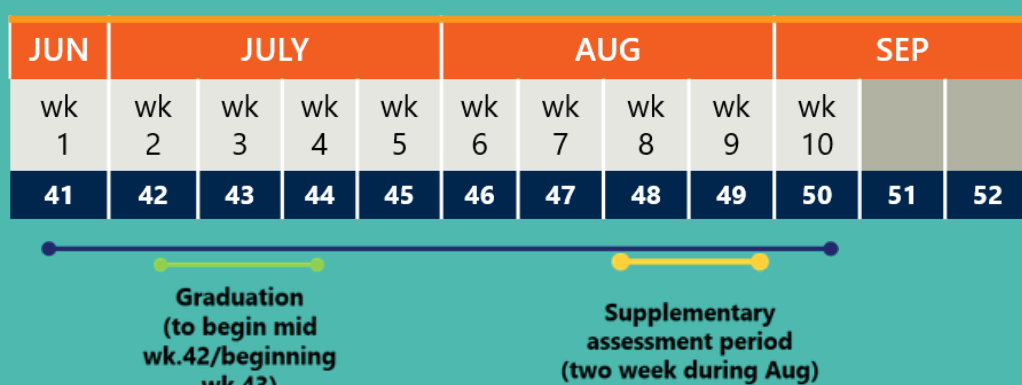 JUN JULY AUG SEP
wk wk wk wk wk wk wk wk wk wk
1 2 3 4 5 6 7 8 9 10
41 42 43 44 45 46 47 48 49 50 51 52
Graduation
(to begin mid
wk.42/beginning
wk.43)
Supplementary
assessment period
(two week during Aug)